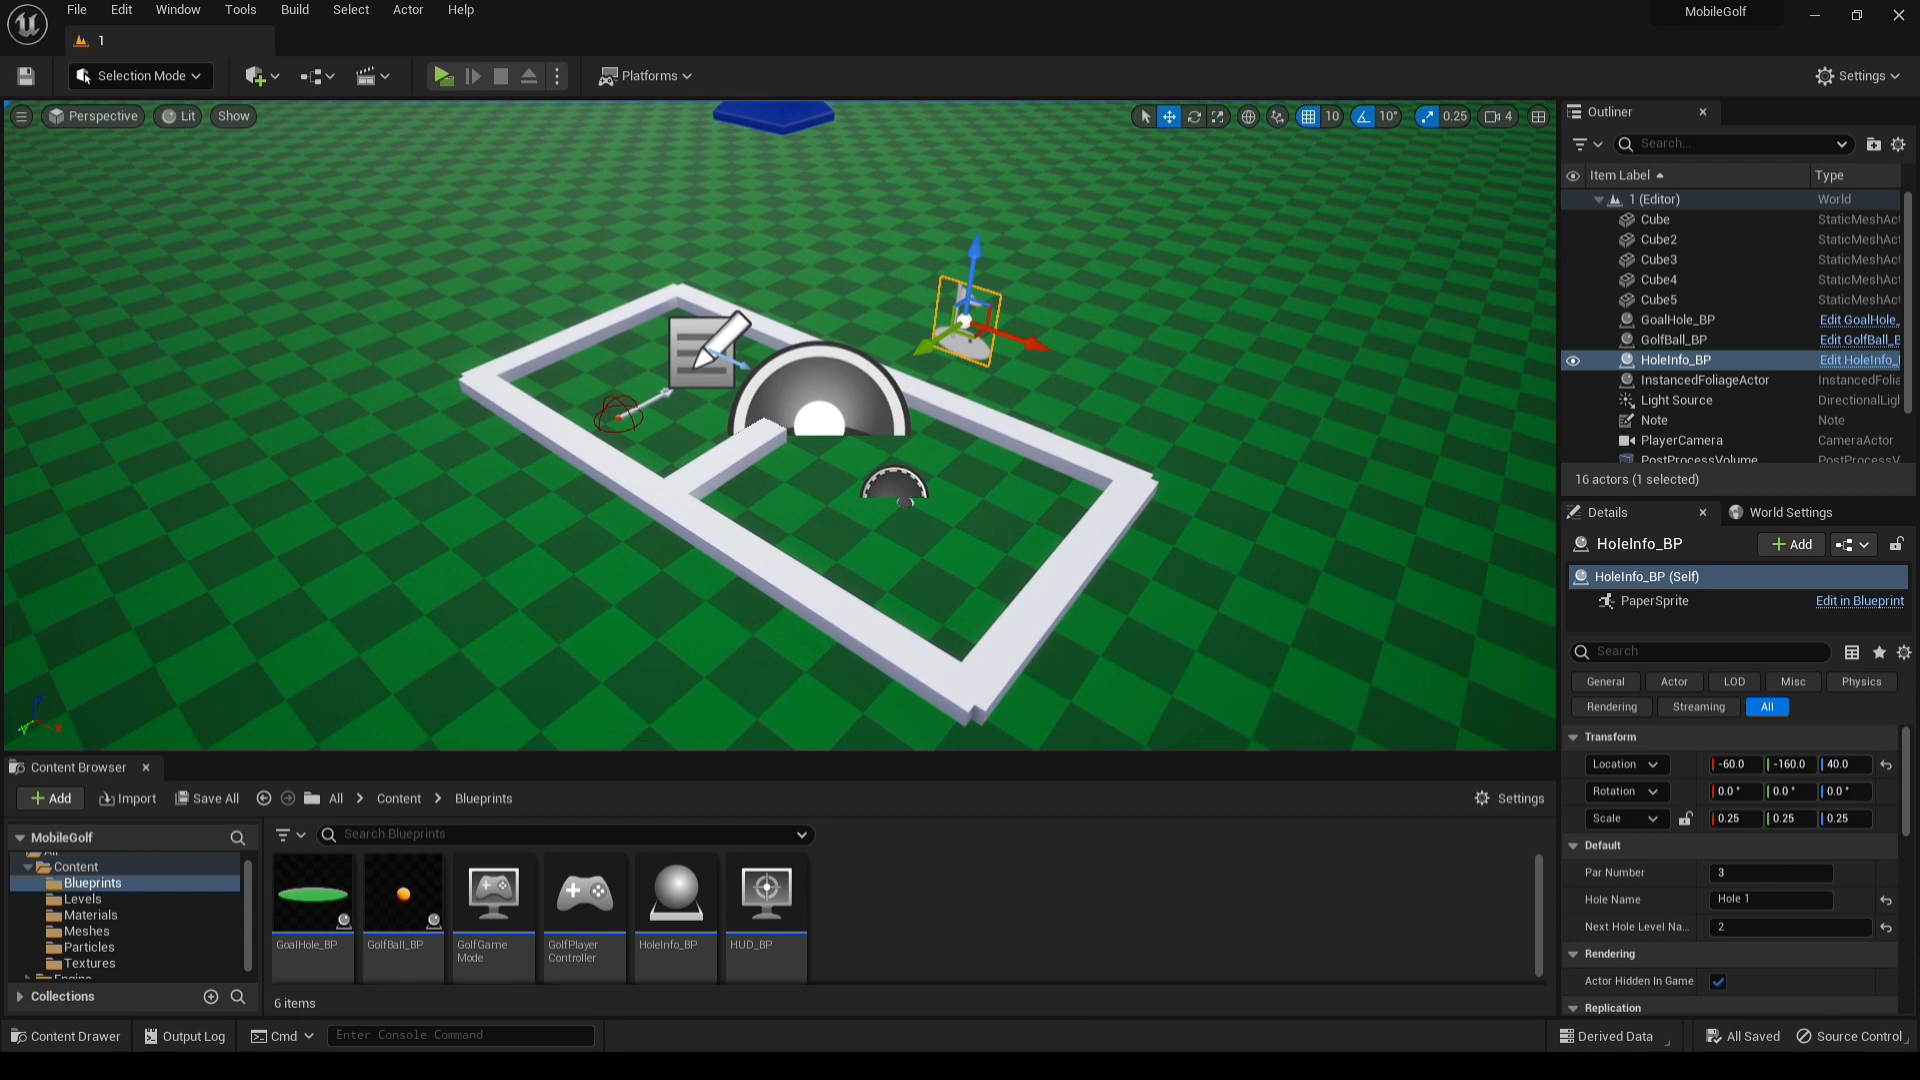 File Edit Window Tools Build Select Actor Help
MobileGolf
1
Selection Mode
Platforms
Settings
Perspective Lit Show
10 10° 0.25 4
Outliner
Search...
Item Label Type
1 (Editor) World
Cube StaticMeshAct
Cube2 StaticMeshAct
Cube3 StaticMeshAct
Cube4 StaticMeshAct
Cube5 StaticMeshAct
GoalHole_BP Edit GoalHole_
GolfBall_BP Edit GolfBall_B
HoleInfo_BP Edit HoleInfo_
InstancedFoliageActor InstancedFolia
Light Source DirectionalLigh
Note Note
PlayerCamera CameraActor
PostProcessVolume PostProcessV
16 actors (1 selected)
Details World Settings
HoleInfo_BP Add
HoleInfo_BP (Self)
PaperSprite Edit in Blueprint
Search
General Actor LOD Misc Physics
Rendering Streaming All
Transform
Location -60.0 -160.0 40.0
Rotation 0.0 ° 0.0 ° 0.0 °
Scale 0.25 0.25 0.25
Default
Par Number 3
Hole Name Hole 1
Next Hole Level Na... 2
Rendering
Actor Hidden In Game
Replication
Content Browser
Add Import Save All All Content Blueprints
Settings
MobileGolf
All
Content
Blueprints
Levels
Materials
Meshes
Particles
Textures
Engine
Collections
Search Blueprints
GoalHole_BP
GolfBall_BP
GolfGame
Mode
GolfPlayer
Controller
HoleInfo_BP
HUD_BP
6 items
Content Drawer Output Log Cmd Enter Console Command
Derived Data All Saved Source Control
X